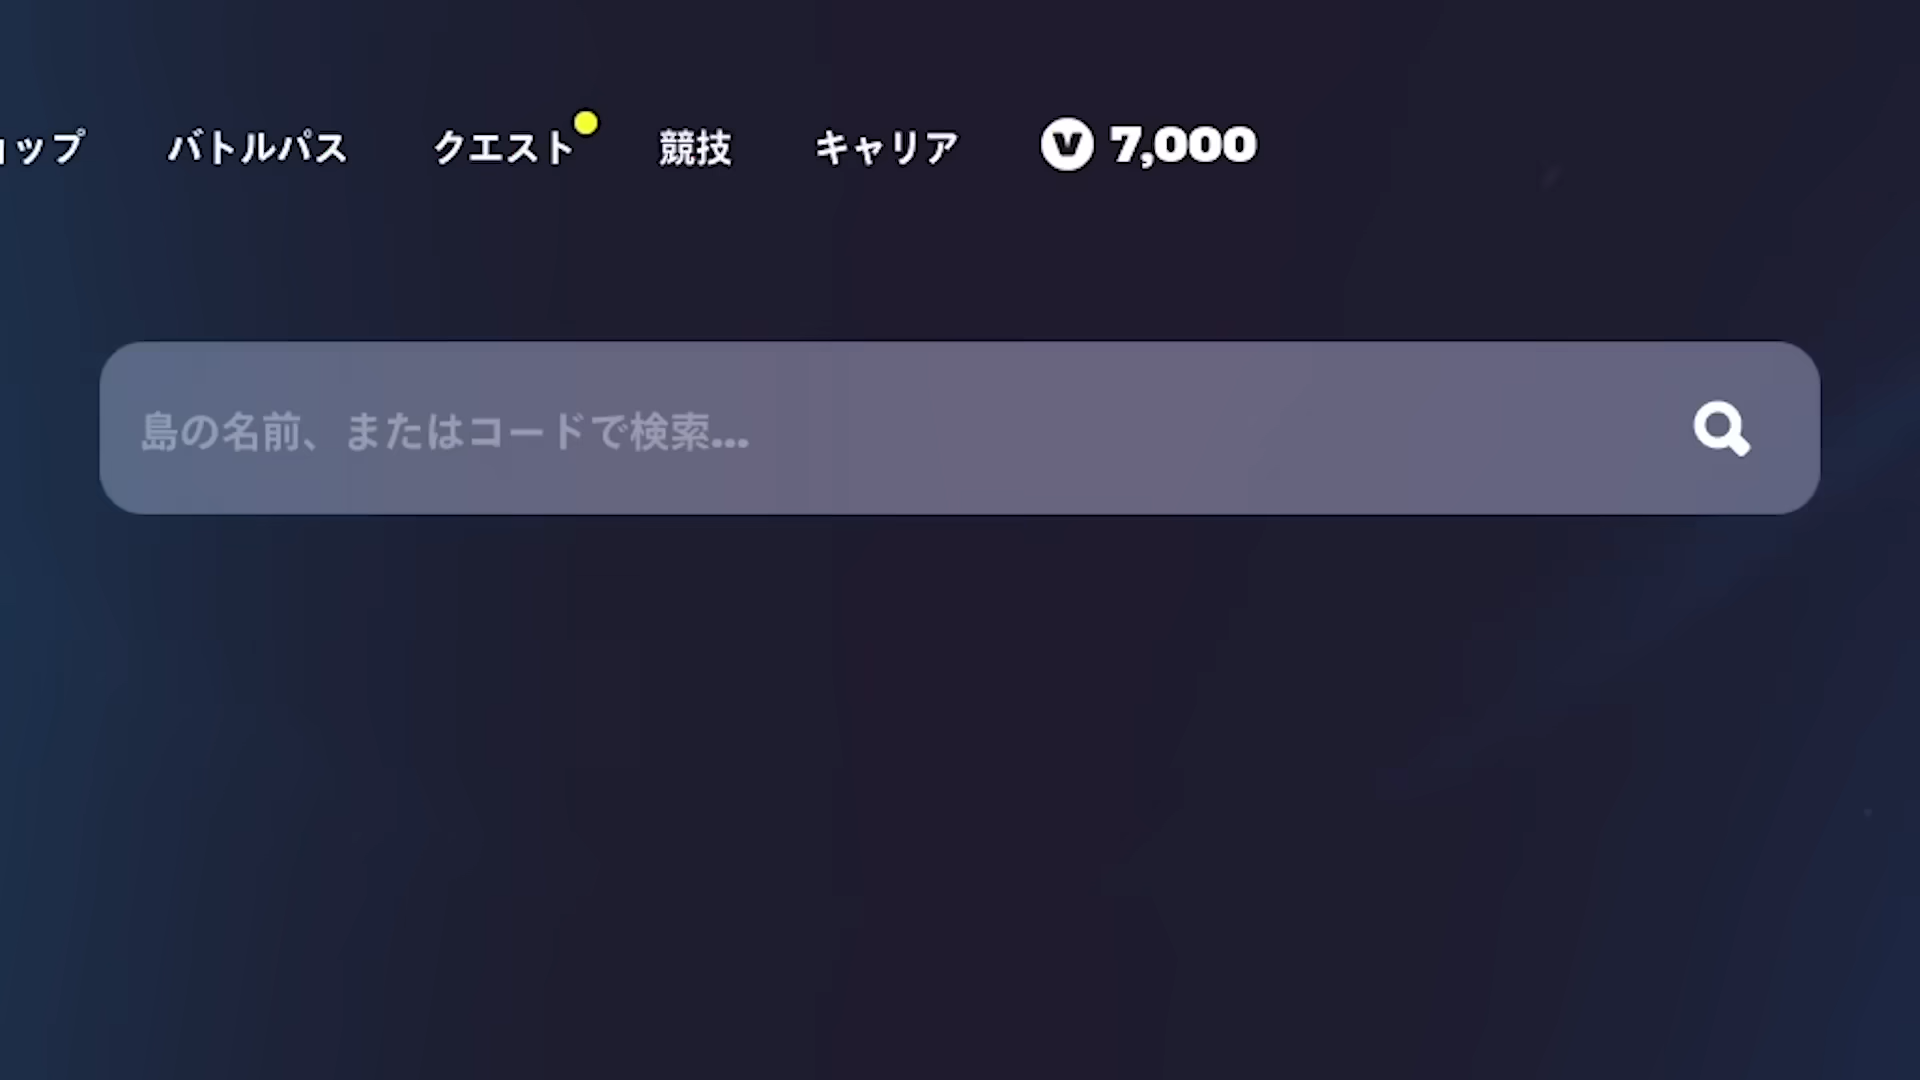 ョップ バトルパス クエスト 競技 キャリア V 7,000
島の名前、またはコードで検索...